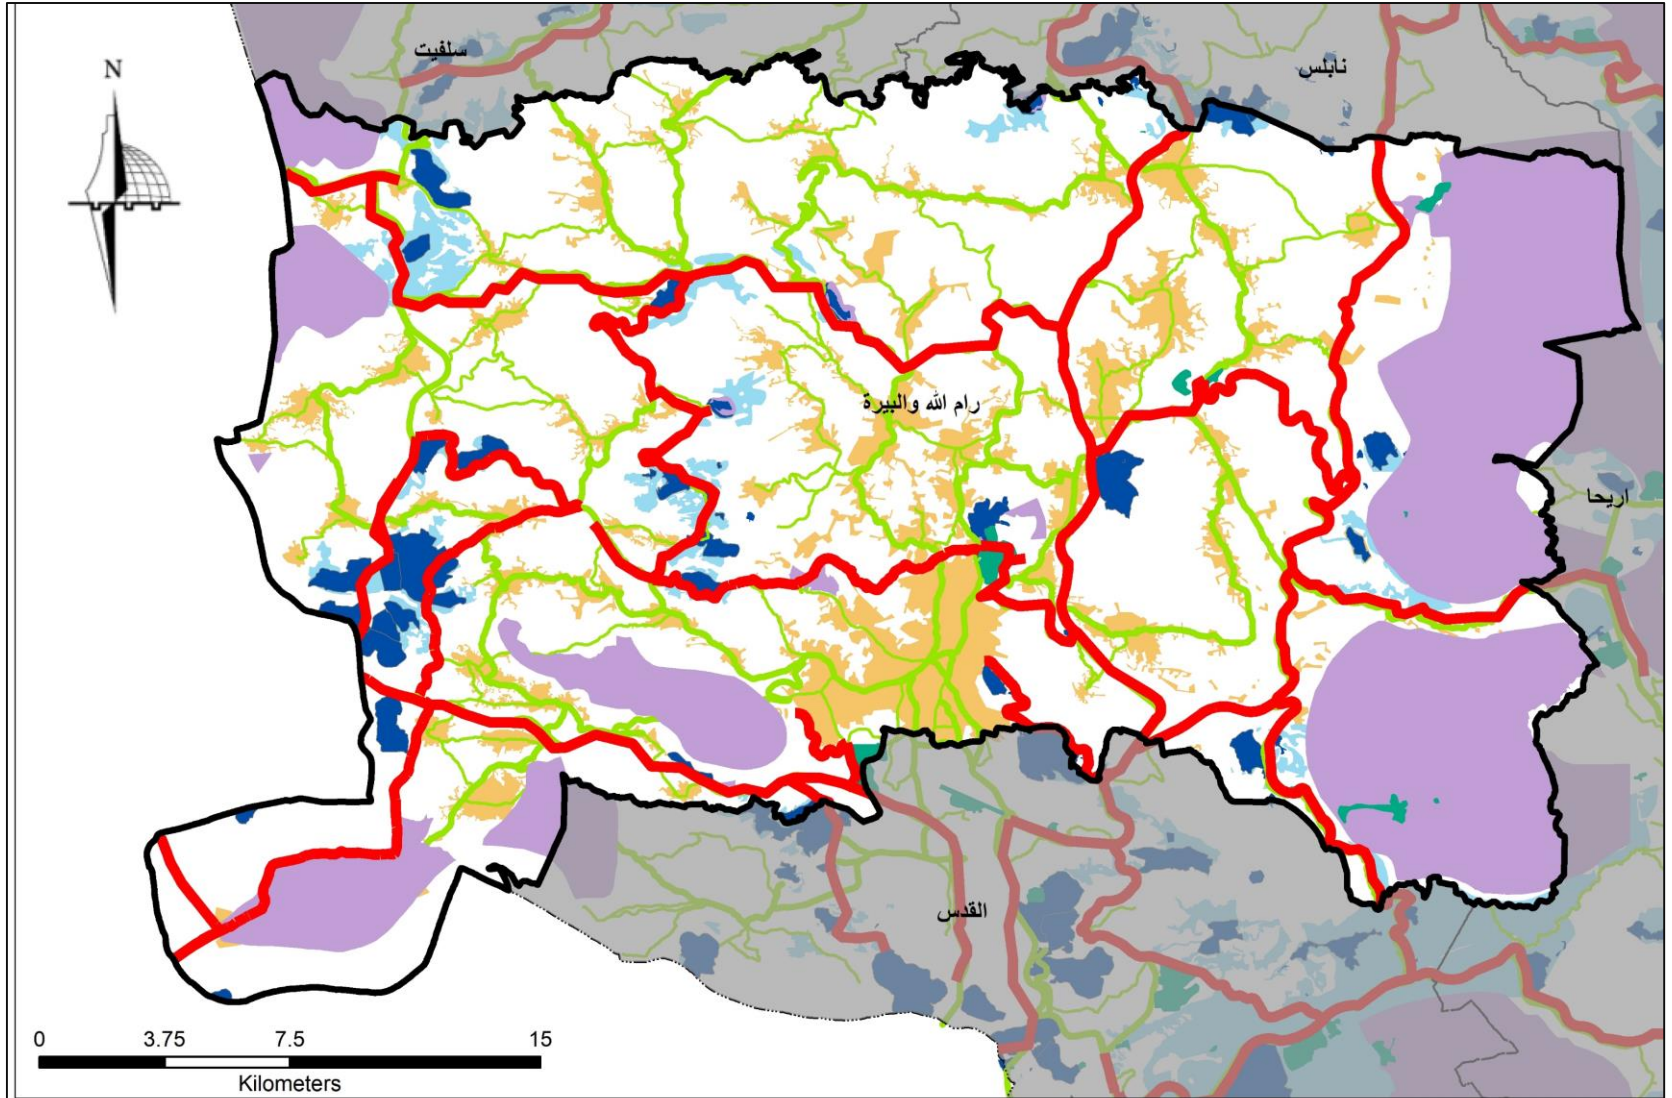 سلفيت
نابلس
N
رام الله والبيرة
اريحا
القدس
0 3.75 7.5 15
Kilometers